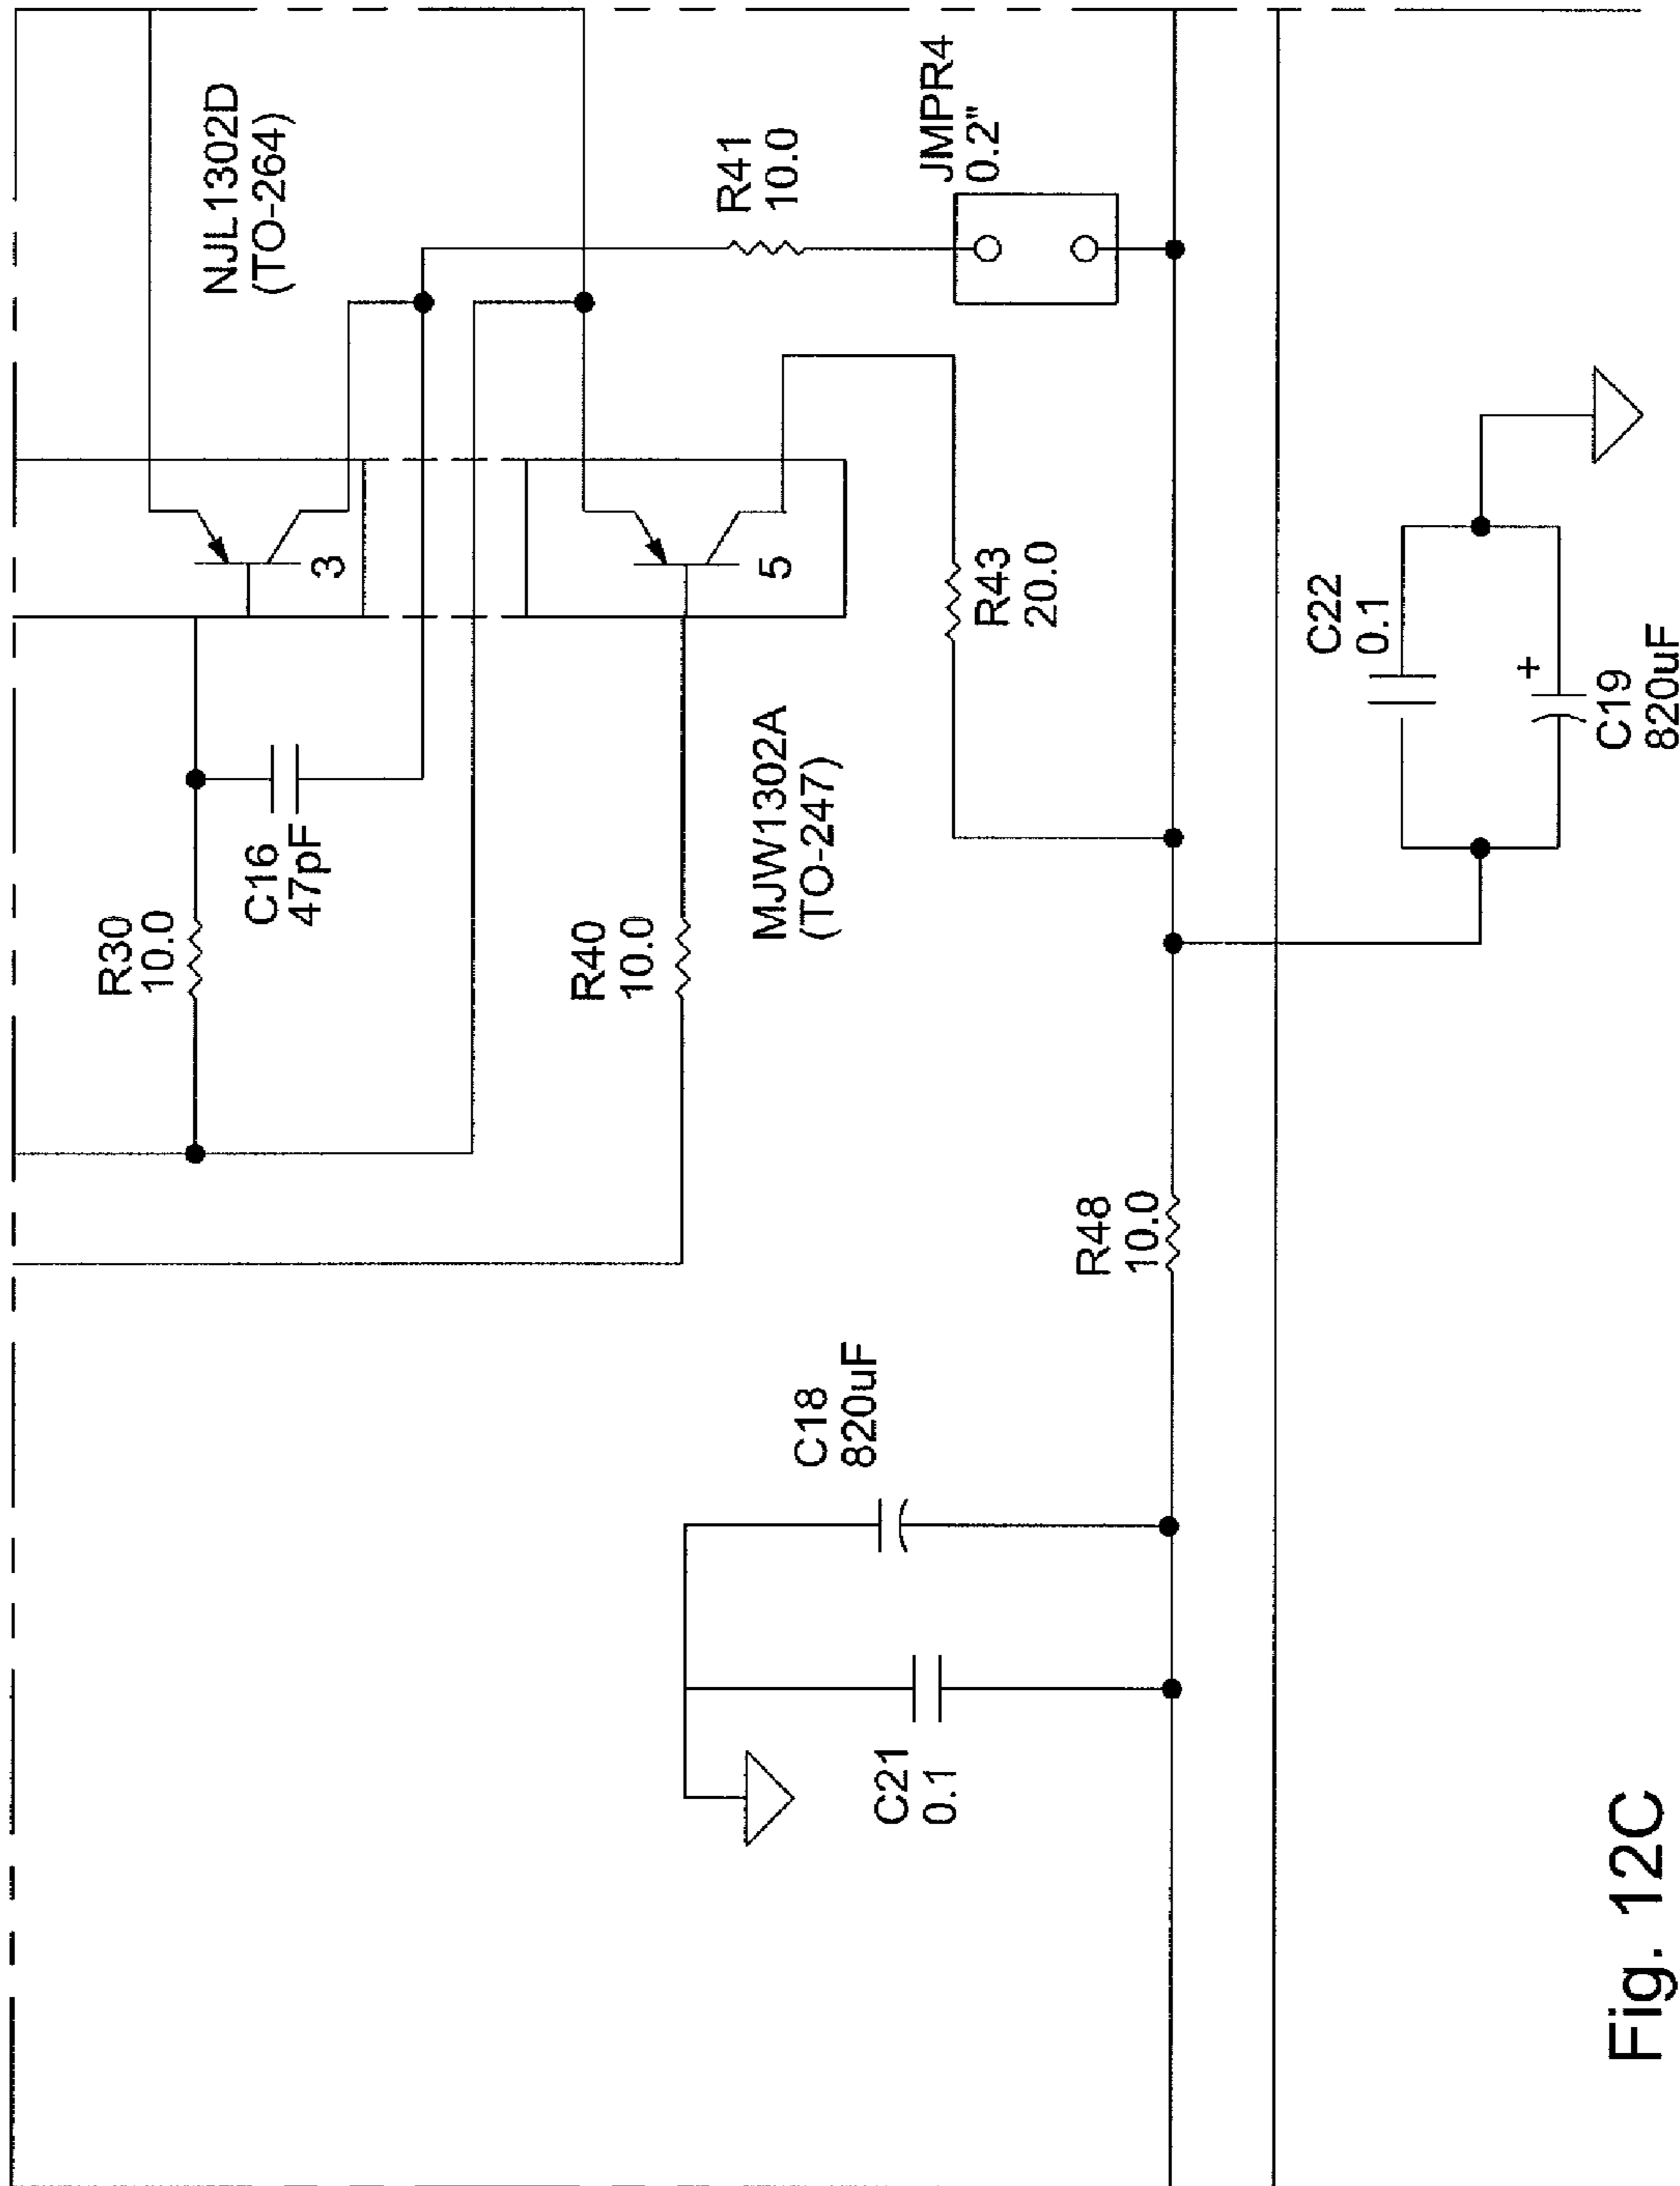 NJL1302D
(TO-264)
R41
10.0
JMPR4
0.2"
3
5
R30
10.0
C16
47pF
R40
10.0
MJW1302A
(TO-247)
R43
20.0
C22
0.1
+
C19
820uF
R48
10.0
C18
820uF
C21
0.1
Fig. 12C